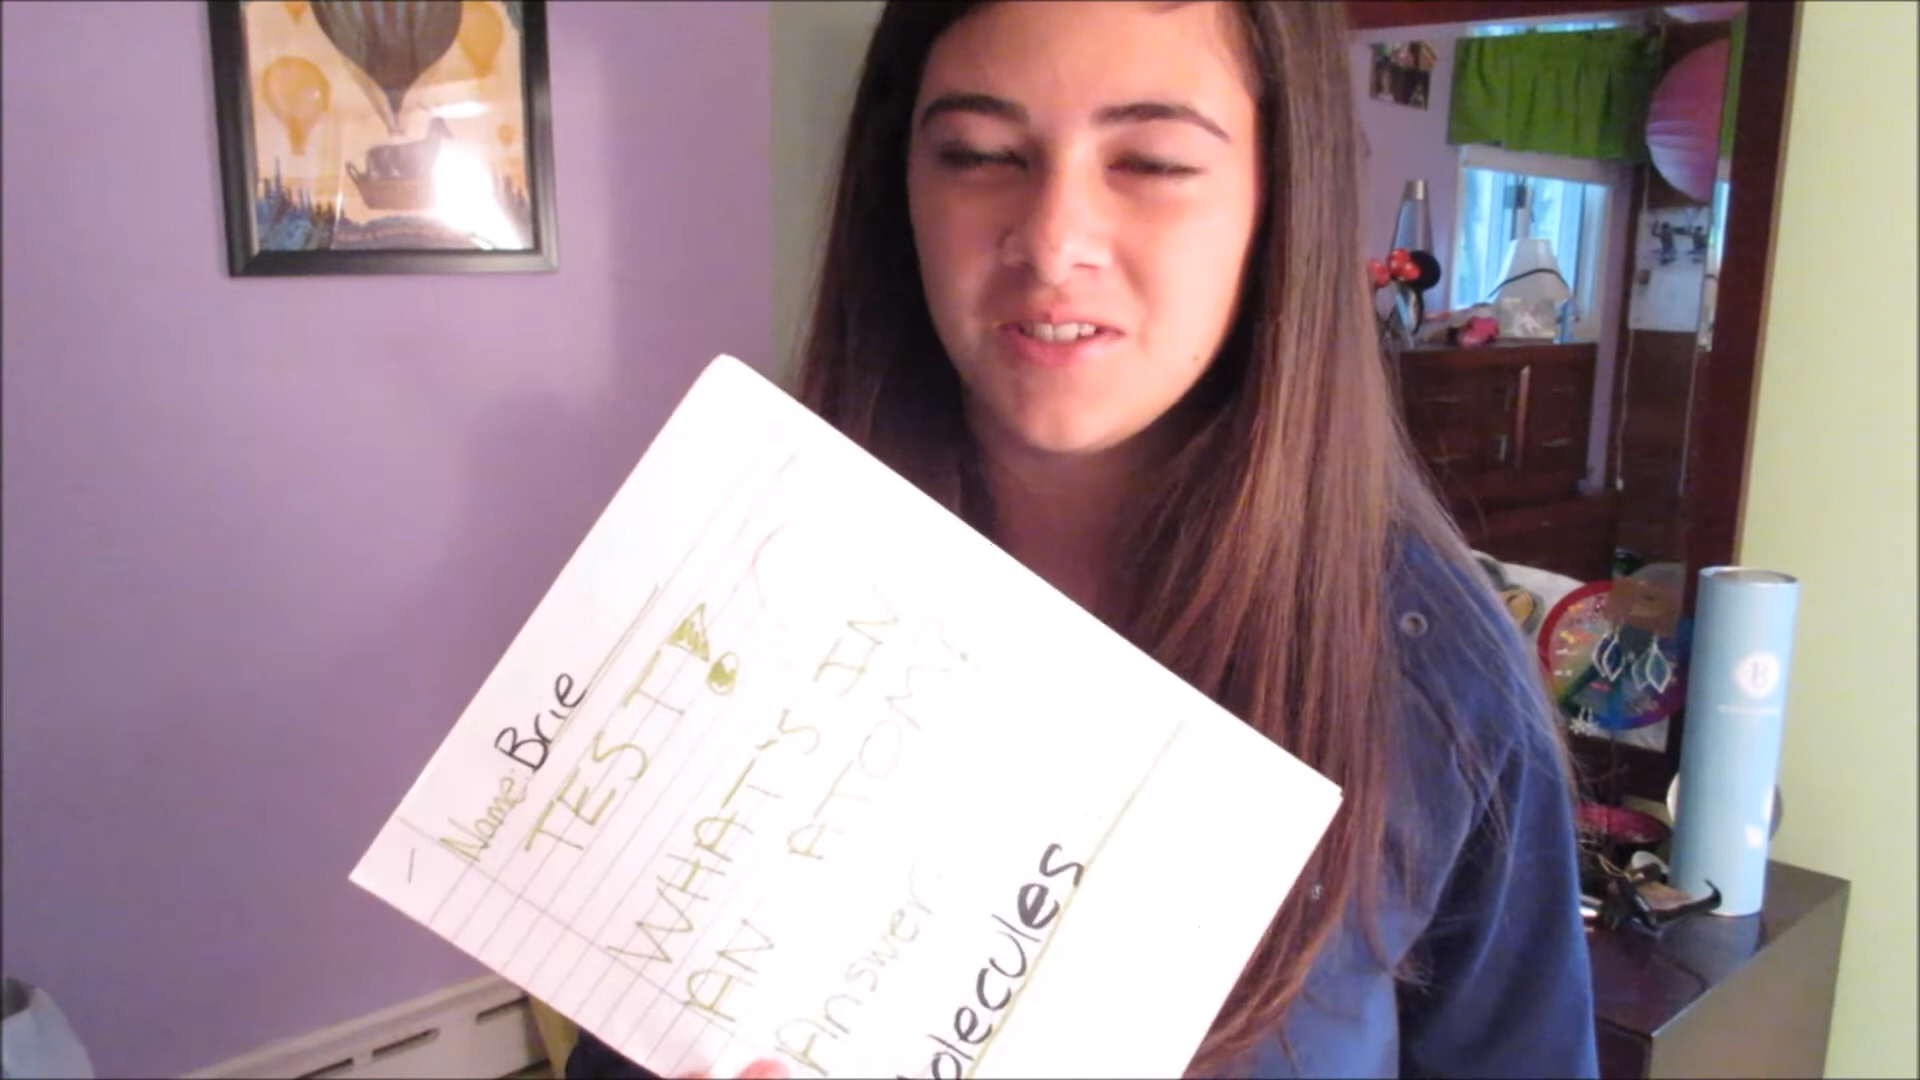 Name: Brie
TEST!
WHAT'S IN
AN ATOM?
Answer:
olecules